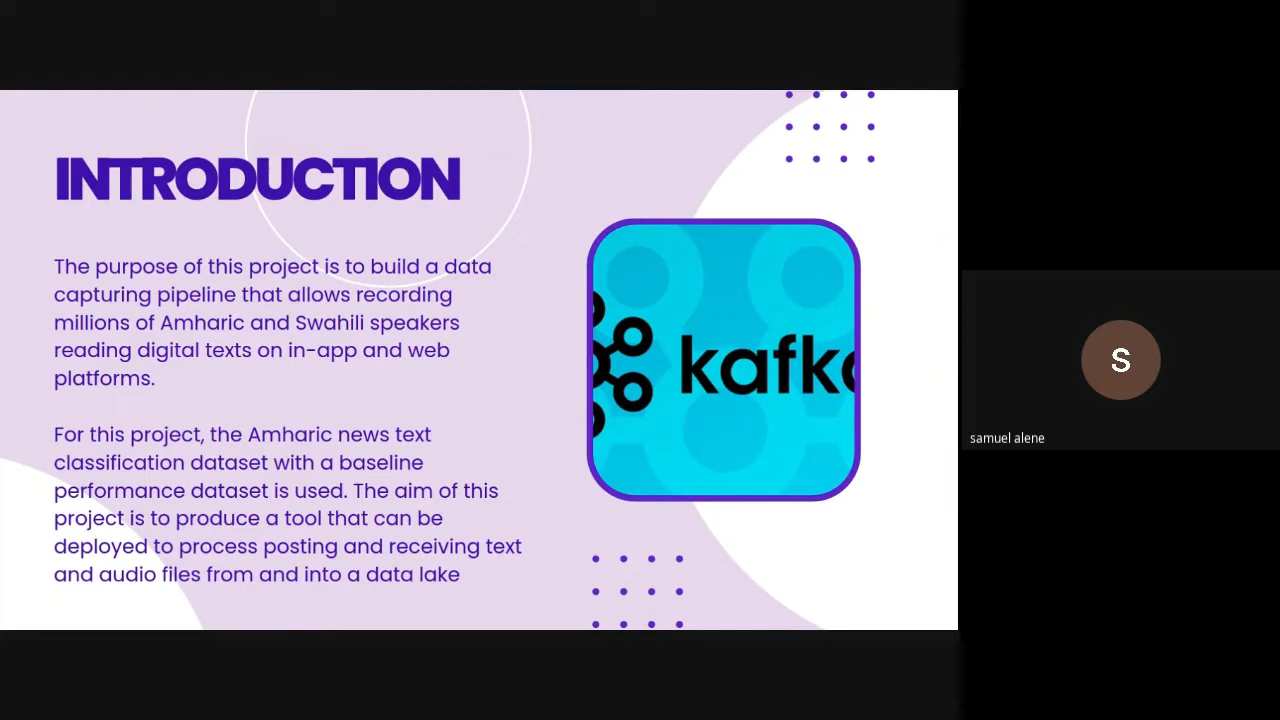 INTRODUCTION
The purpose of this project is to build a data
capturing pipeline that allows recording
millions of Amharic and Swahili speakers
reading digital texts on in-app and web
platforms.
For this project, the Amharic news text
classification dataset with a baseline
performance dataset is used. The aim of this
project is to produce a tool that can be
deployed to process posting and receiving text
and audio files from and into a data lake
kafka
S
samuel alene